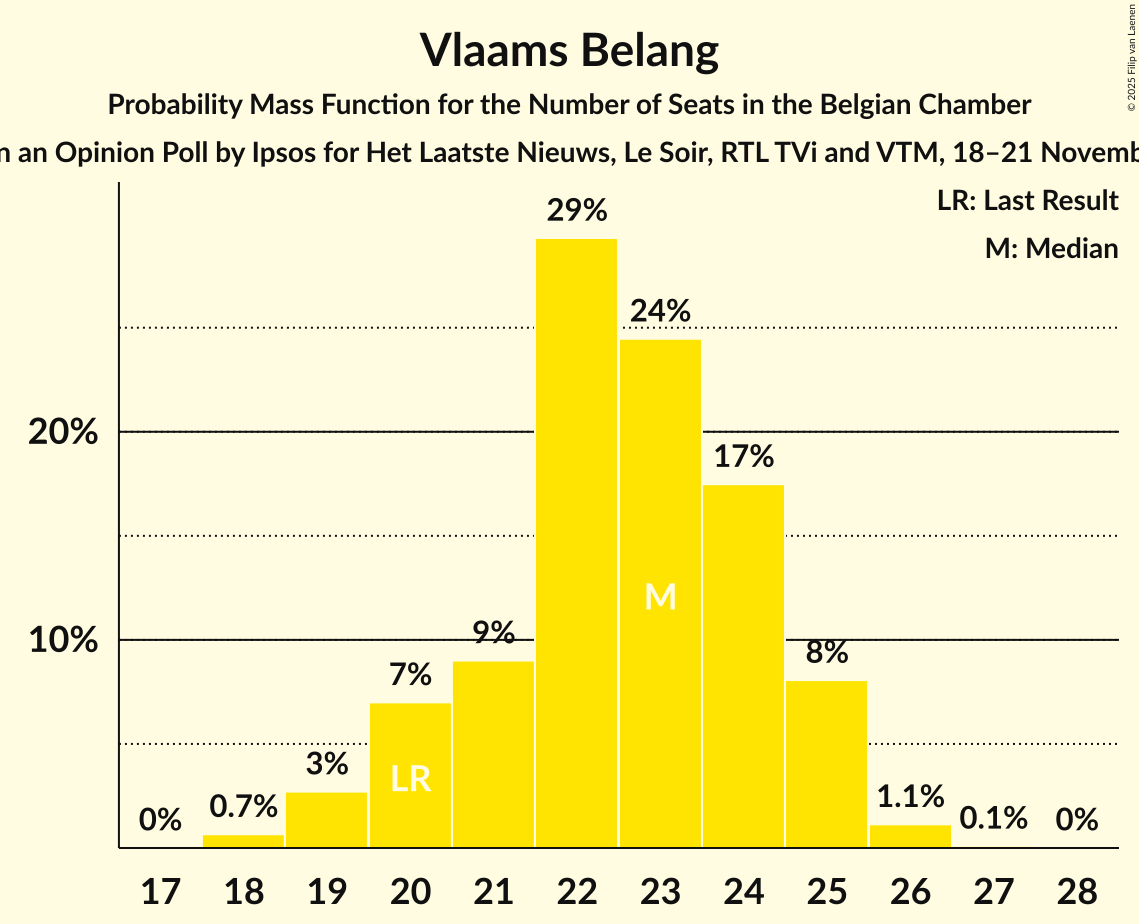 Vlaams Belang
Probability Mass Function for the Number of Seats in the Belgian Chamber
an Opinion Poll by Ipsos for Het Laatste Nieuws, Le Soir, RTL TVi and VTM, 18–21
LR: Last Result
M: Median
29%
24%
20%
17%
M
10%
9%
8%
7%
LR
3%
0%
0.7%
1.1%
0.1%
0%
17 18 19 20 21 22 23 24 25 26 27 28
© 2025 Filip van Laenen